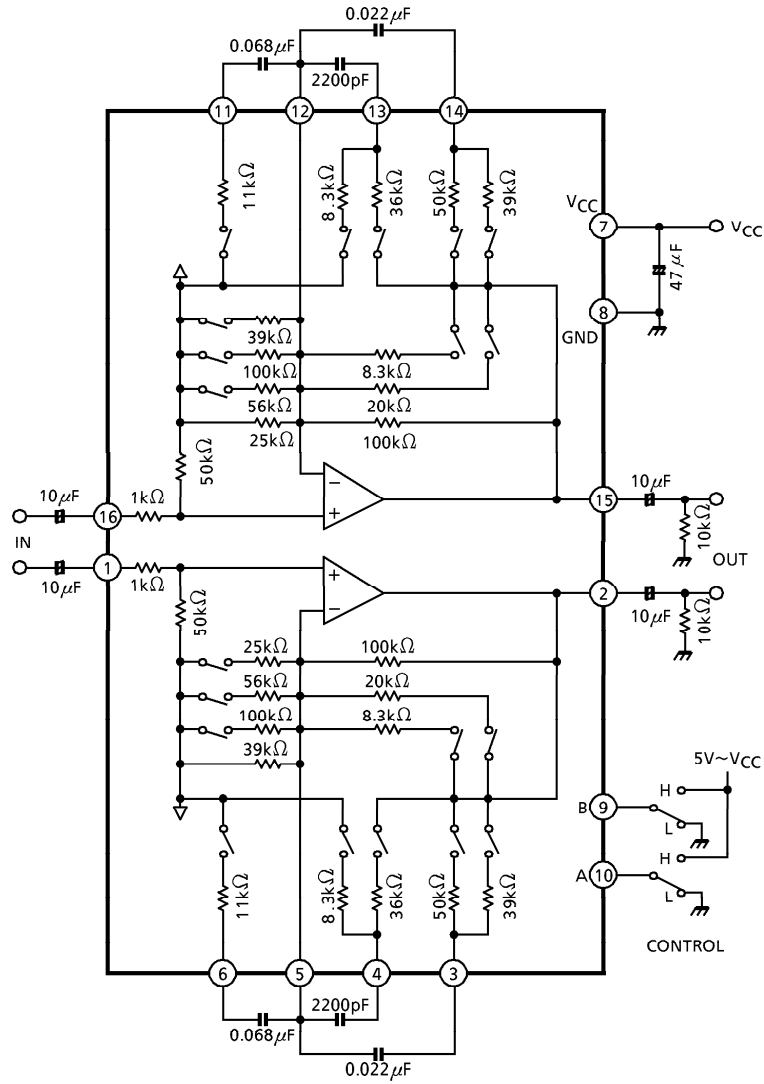 0.022μF
0.068μF
2200pF
11
12
13
14
11kΩ
8.3kΩ
36kΩ
50kΩ
39kΩ
VCC
7
VCC
47μF
8
GND
39kΩ
100kΩ
8.3kΩ
56kΩ
20kΩ
25kΩ
100kΩ
50kΩ
10μF
1kΩ
−
+
10μF
16
15
10kΩ
IN
OUT
1
2
10μF
1kΩ
+
−
10μF
10kΩ
50kΩ
25kΩ
100kΩ
56kΩ
20kΩ
100kΩ
8.3kΩ
39kΩ
5V~VCC
H
B
9
L
H
A
10
L
11kΩ
8.3kΩ
36kΩ
50kΩ
39kΩ
CONTROL
6
5
4
3
2200pF
0.068μF
0.022μF